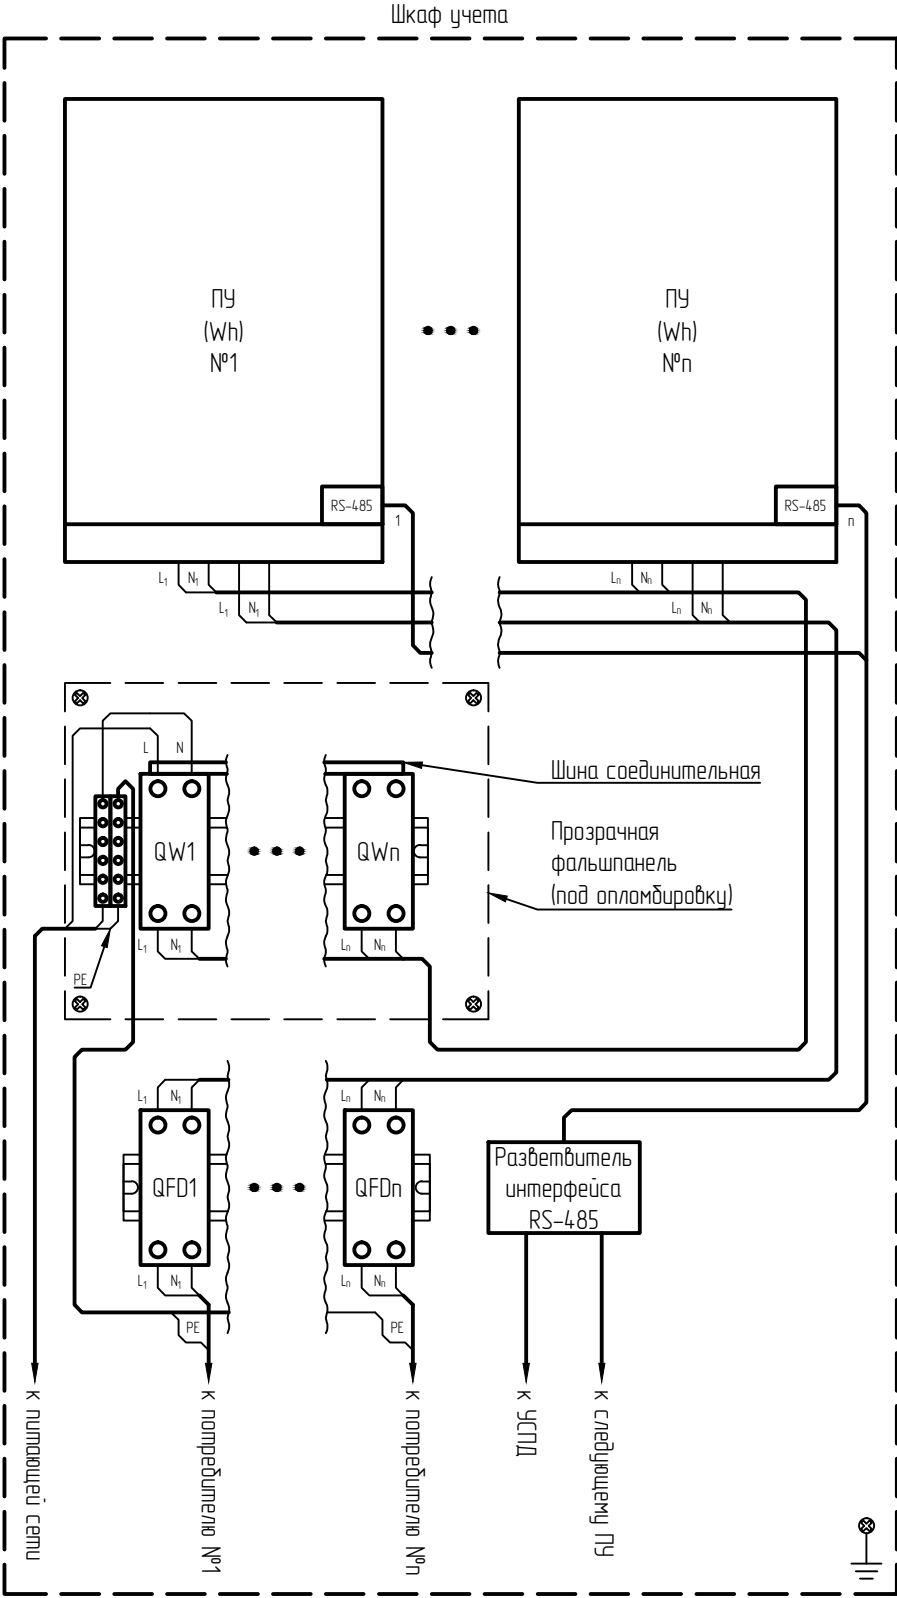 Шкаф учета
ПУ
(Wh)
№1
ПУ
(Wh)
№n
RS-485
1
RS-485
n
L1
N1
L1
N1
Ln
Nn
Ln
Nn
L
N
Шина соединительная
QW1
QWn
Прозрачная
фальшпанель
(под опломбировку)
L1
N1
Ln
Nn
PE
L1
N1
Ln
Nn
QFD1
QFDn
Разветвитель
интерфейса
RS-485
L1
N1
Ln
Nn
PE
PE
К питающей сети
К потребителю №1
К потребителю №n
К УСПД
К следующему ПУ